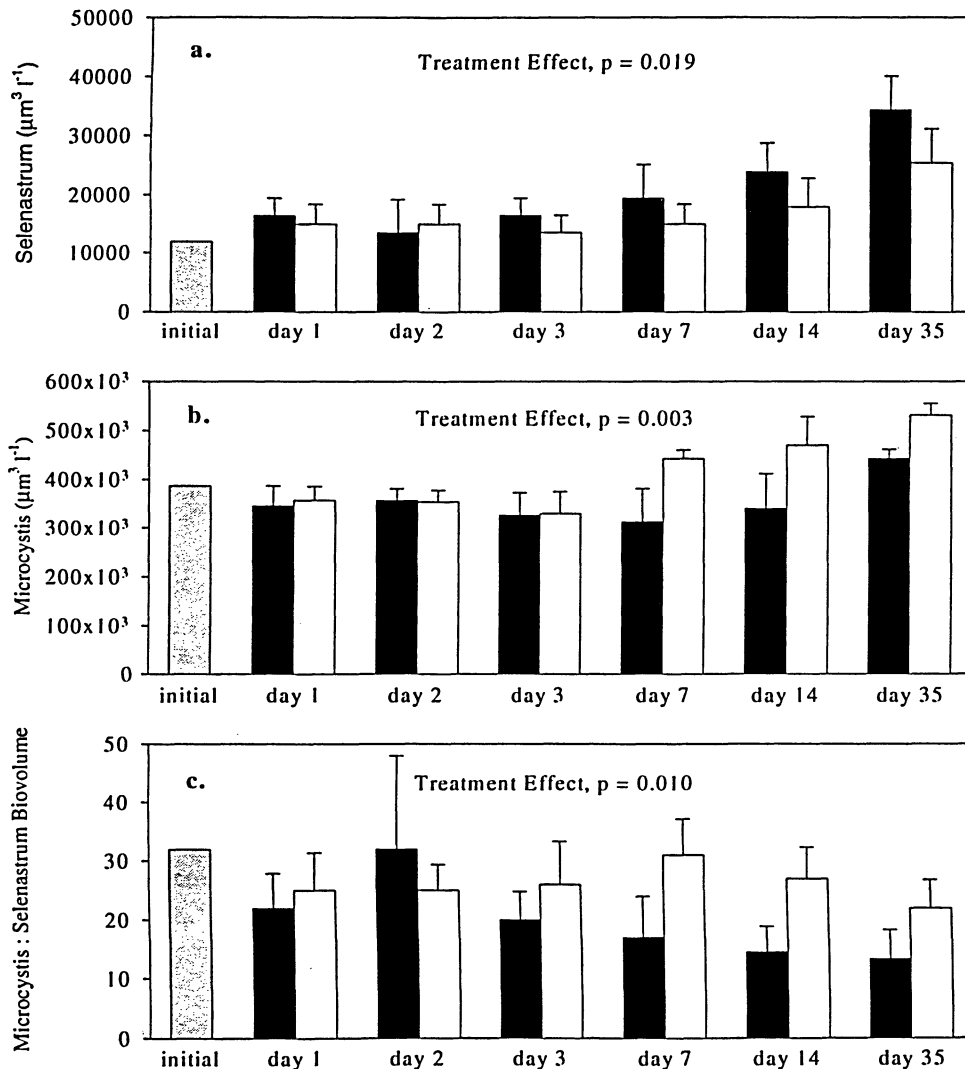 a.
Treatment Effect, p = 0.019
Selenastrum (µm³ l⁻¹)
50000
40000
30000
20000
10000
0
initial day 1 day 2 day 3 day 7 day 14 day 35
b.
Treatment Effect, p = 0.003
Microcystis (µm³ l⁻¹)
600x10³
500x10³
400x10³
300x10³
200x10³
100x10³
0
initial day 1 day 2 day 3 day 7 day 14 day 35
c.
Treatment Effect, p = 0.010
Microcystis : Selenastrum Biovolume
50
40
30
20
10
0
initial day 1 day 2 day 3 day 7 day 14 day 35